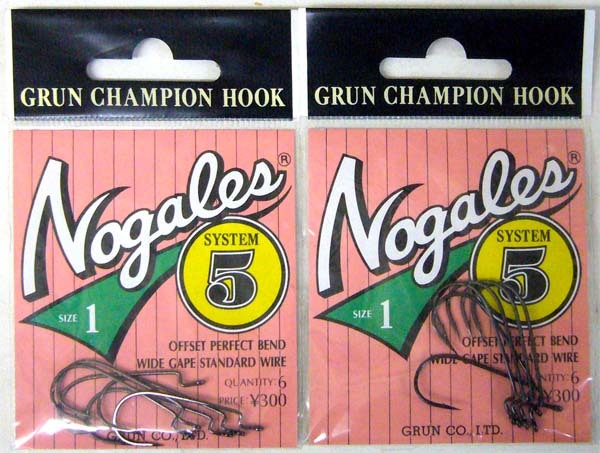 GRUN CHAMPION HOOK
Nogales®
SYSTEM
5
SIZE 1
OFFSET PERFECT BEND
WIDE GAPE STANDARD WIRE
QUANTITY: 6
PRICE: ¥300
GRUN CO., LTD.
GRUN CHAMPION HOOK
Nogales®
SYSTEM
5
SIZE 1
OFFSET PERFECT BEND
WIDE GAPE STANDARD WIRE
6
¥300
GRUN CO., LTD.